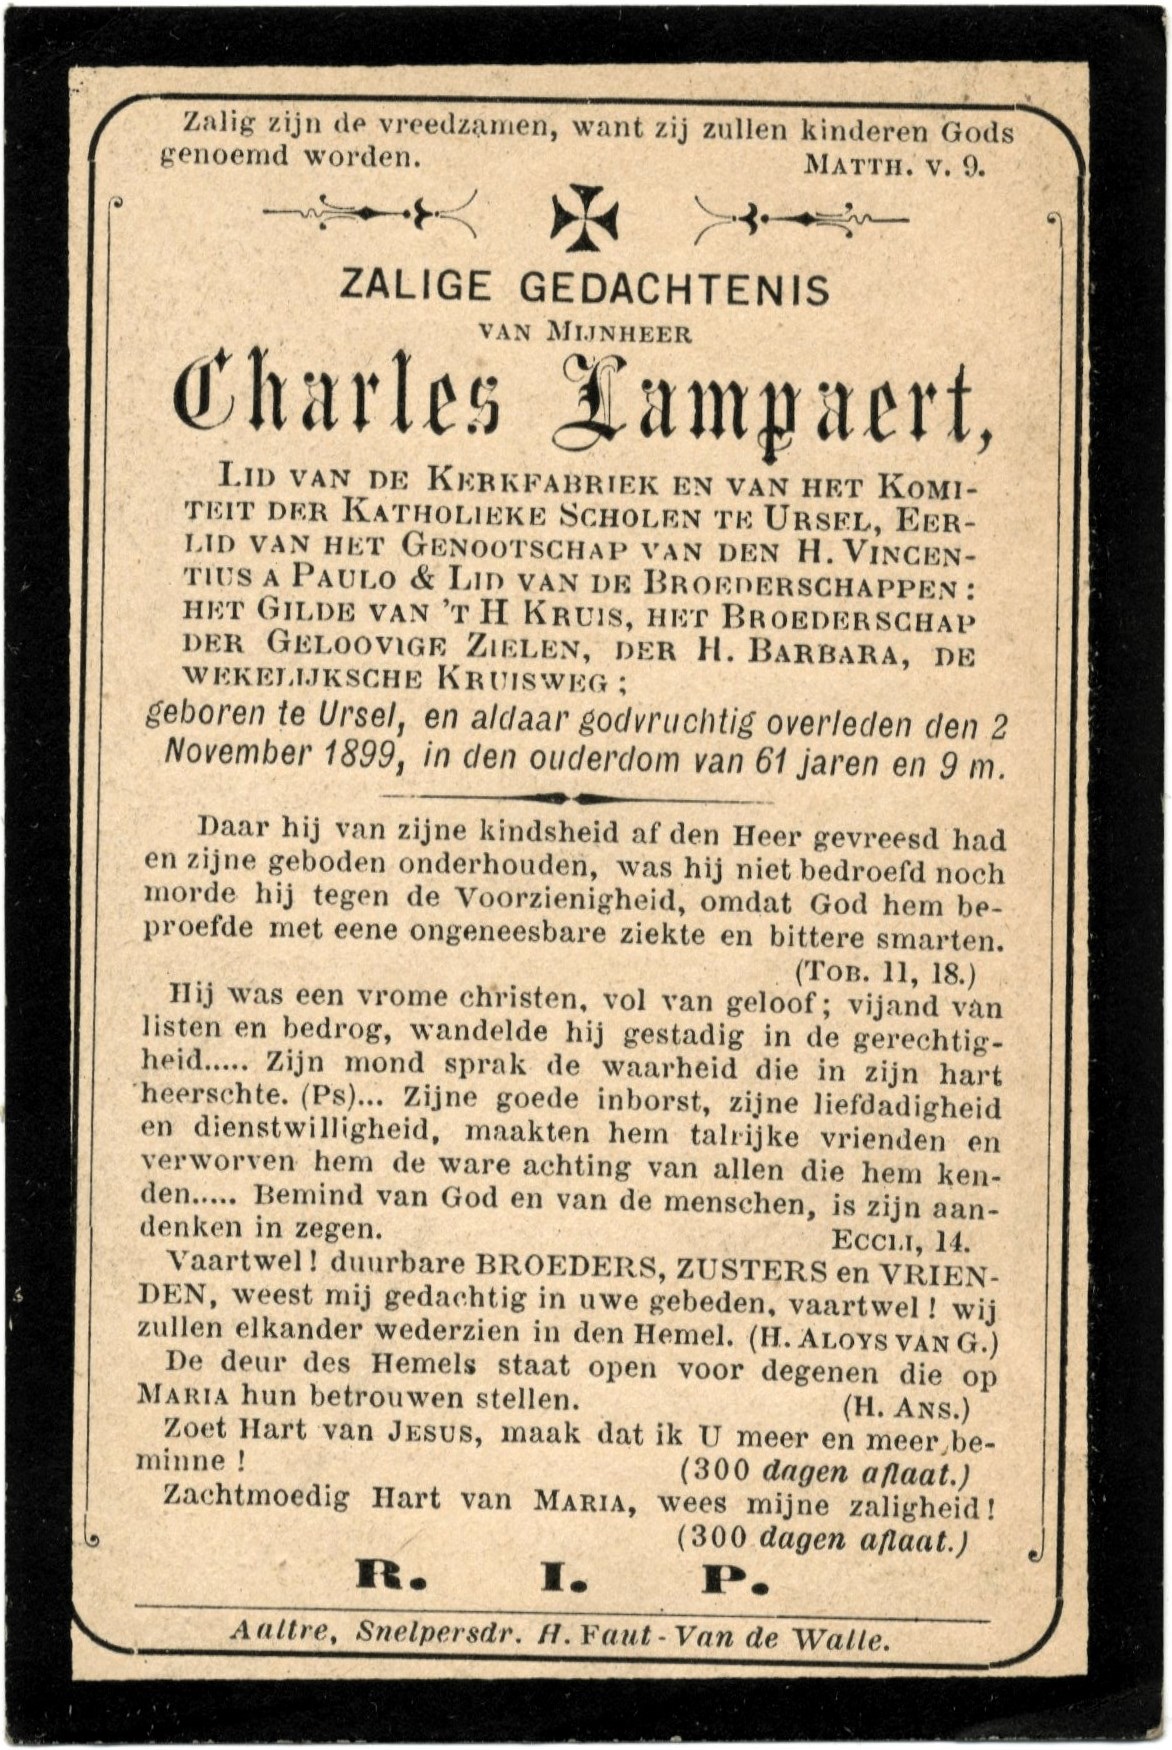 Zalig zijn de vreedzamen, want zij zullen kinderen Gods
genoemd worden. MATTH. V. 9.
ZALIGE GEDACHTENIS
VAN MIJNHEER
Charles Lampaert,
LID VAN DE KERKFABRIEK EN VAN HET KOMI-
TEIT DER KATHOLIEKE SCHOLEN TE URSEL, EER-
LID VAN HET GENOOTSCHAP VAN DEN H. VINCEN-
TIUS A PAULO & LID VAN DE BROEDERSCHAPPEN:
HET GILDE VAN 'T H KRUIS, HET BROEDERSCHAP
DER GELOOVIGE ZIELEN, DER H. BARBARA, DE
WEKELIJKSCHE KRUISWEG;
geboren te Ursel, en aldaar godvruchtig overleden den 2
November 1899, in den ouderdom van 61 jaren en 9 m.
Daar hij van zijne kindsheid af den Heer gevreesd had
en zijne geboden onderhouden, was hij niet bedroefd noch
morde hij tegen de Voorzienigheid, omdat God hem be-
proefde met eene ongeneesbare ziekte en bittere smarten.
(TOB. 11, 18.)
Hij was een vrome christen, vol van geloof; vijand van
listen en bedrog, wandelde hij gestadig in de gerechtig-
heid..... Zijn mond sprak de waarheid die in zijn hart
heerschte. (Ps)... Zijne goede inborst, zijne liefdadigheid
en dienstwilligheid, maakten hem talrijke vrienden en
verworven hem de ware achting van allen die hem ken-
den..... Bemind van God en van de menschen, is zijn aan-
denken in zegen. ECCLI, 14.
Vaartwel! duurbare BROEDERS, ZUSTERS en VRIEN-
DEN, weest mij gedachtig in uwe gebeden, vaartwel! wij
zullen elkander wederzien in den Hemel. (H. ALOYS VAN G.)
De deur des Hemels staat open voor degenen die op
MARIA hun betrouwen stellen. (H. ANS.)
Zoet Hart van JESUS, maak dat ik U meer en meer be-
minne! (300 dagen aflaat.)
Zachtmoedig Hart van MARIA, wees mijne zaligheid!
(300 dagen aflaat.)
R. I. P.
Aaltre, Snelpersdr. H. Faut-Van de Walle.